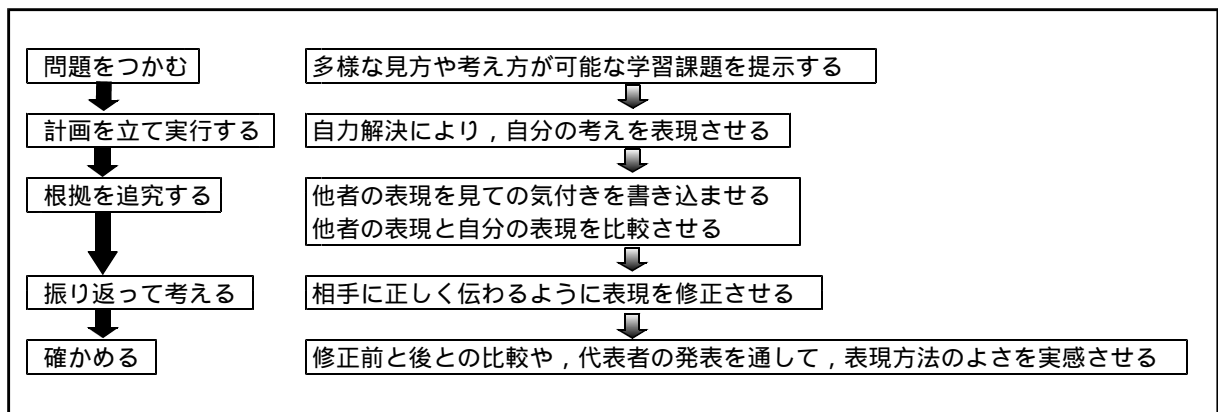 問題をつかむ
多様な見方や考え方が可能な学習課題を提示する
計画を立て実行する
自力解決により，自分の考えを表現させる
根拠を追究する
他者の表現を見ての気付きを書き込ませる
他者の表現と自分の表現を比較させる
振り返って考える
相手に正しく伝わるように表現を修正させる
確かめる
修正前と後との比較や，代表者の発表を通して，表現方法のよさを実感させる